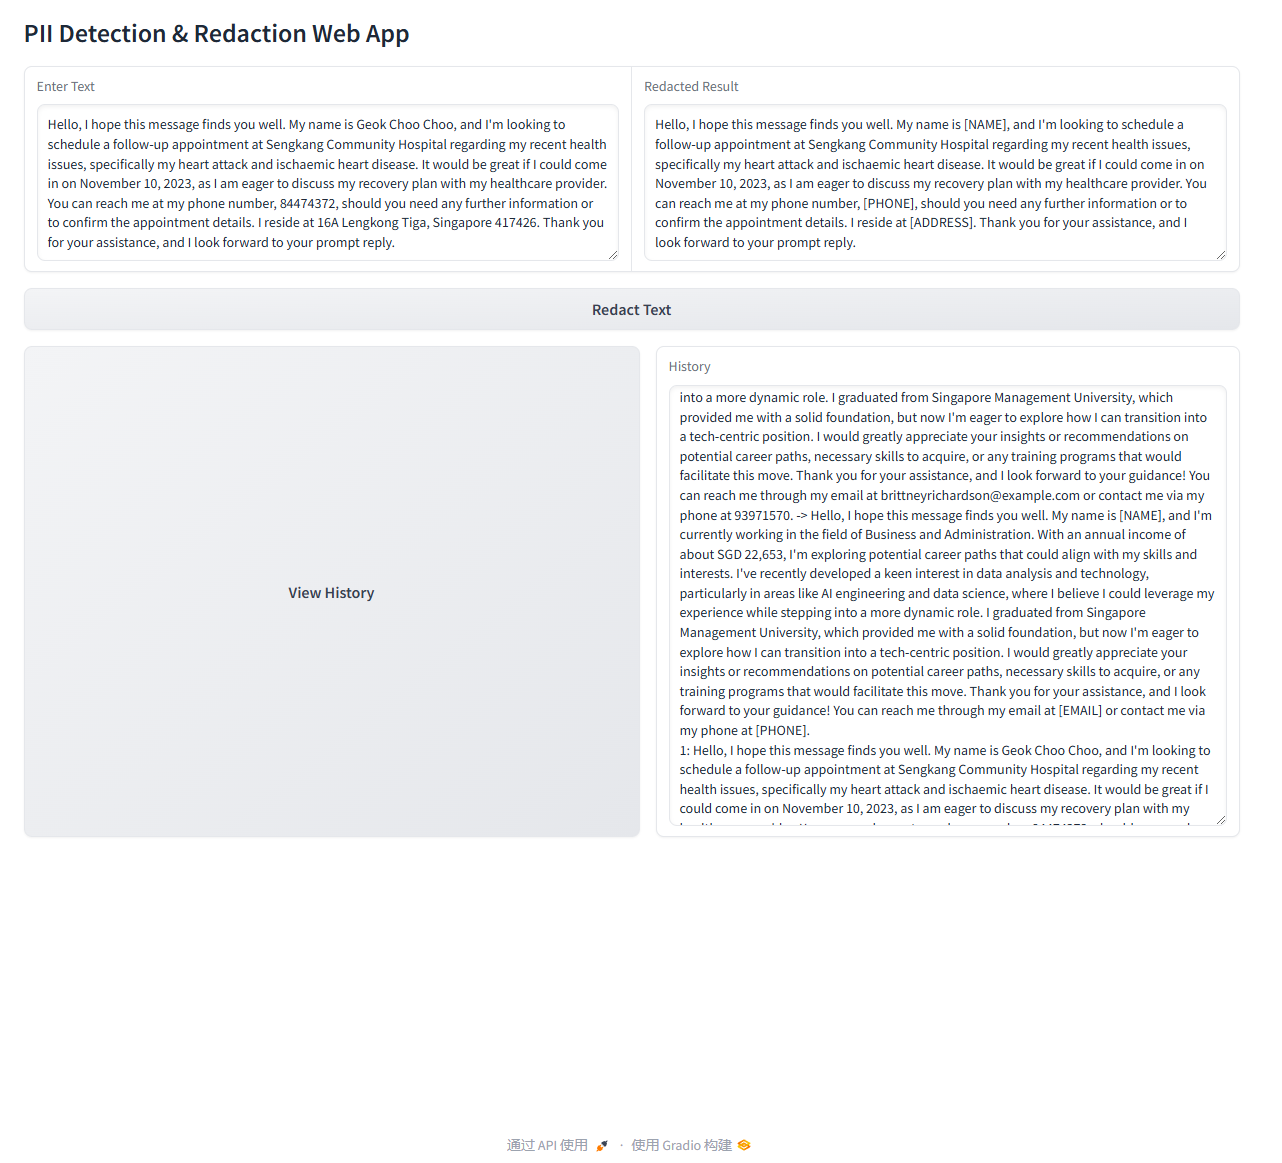 PII Detection & Redaction Web App
Enter Text
Hello, I hope this message finds you well. My name is Geok Choo Choo, and I'm looking to
schedule a follow-up appointment at Sengkang Community Hospital regarding my recent health
issues, specifically my heart attack and ischaemic heart disease. It would be great if I could come
in on November 10, 2023, as I am eager to discuss my recovery plan with my healthcare provider.
You can reach me at my phone number, 84474372, should you need any further information or
to confirm the appointment details. I reside at 16A Lengkong Tiga, Singapore 417426. Thank you
for your assistance, and I look forward to your prompt reply.
Redacted Result
Hello, I hope this message finds you well. My name is [NAME], and I'm looking to schedule a
follow-up appointment at Sengkang Community Hospital regarding my recent health issues,
specifically my heart attack and ischaemic heart disease. It would be great if I could come in on
November 10, 2023, as I am eager to discuss my recovery plan with my healthcare provider. You
can reach me at my phone number, [PHONE], should you need any further information or to
confirm the appointment details. I reside at [ADDRESS]. Thank you for your assistance, and I
look forward to your prompt reply.
Redact Text
View History
History
into a more dynamic role. I graduated from Singapore Management University, which
provided me with a solid foundation, but now I'm eager to explore how I can transition into
a tech-centric position. I would greatly appreciate your insights or recommendations on
potential career paths, necessary skills to acquire, or any training programs that would
facilitate this move. Thank you for your assistance, and I look forward to your guidance! You
can reach me through my email at brittneyrichardson@example.com or contact me via my
phone at 93971570. -> Hello, I hope this message finds you well. My name is [NAME], and I'm
currently working in the field of Business and Administration. With an annual income of
about SGD 22,653, I'm exploring potential career paths that could align with my skills and
interests. I've recently developed a keen interest in data analysis and technology,
particularly in areas like AI engineering and data science, where I believe I could leverage my
experience while stepping into a more dynamic role. I graduated from Singapore
Management University, which provided me with a solid foundation, but now I'm eager to
explore how I can transition into a tech-centric position. I would greatly appreciate your
insights or recommendations on potential career paths, necessary skills to acquire, or any
training programs that would facilitate this move. Thank you for your assistance, and I look
forward to your guidance! You can reach me through my email at [EMAIL] or contact me via
my phone at [PHONE].
1: Hello, I hope this message finds you well. My name is Geok Choo Choo, and I'm looking to
schedule a follow-up appointment at Sengkang Community Hospital regarding my recent
health issues, specifically my heart attack and ischaemic heart disease. It would be great if I
could come in on November 10, 2023, as I am eager to discuss my recovery plan with my
通过 API 使用 · 使用 Gradio 构建